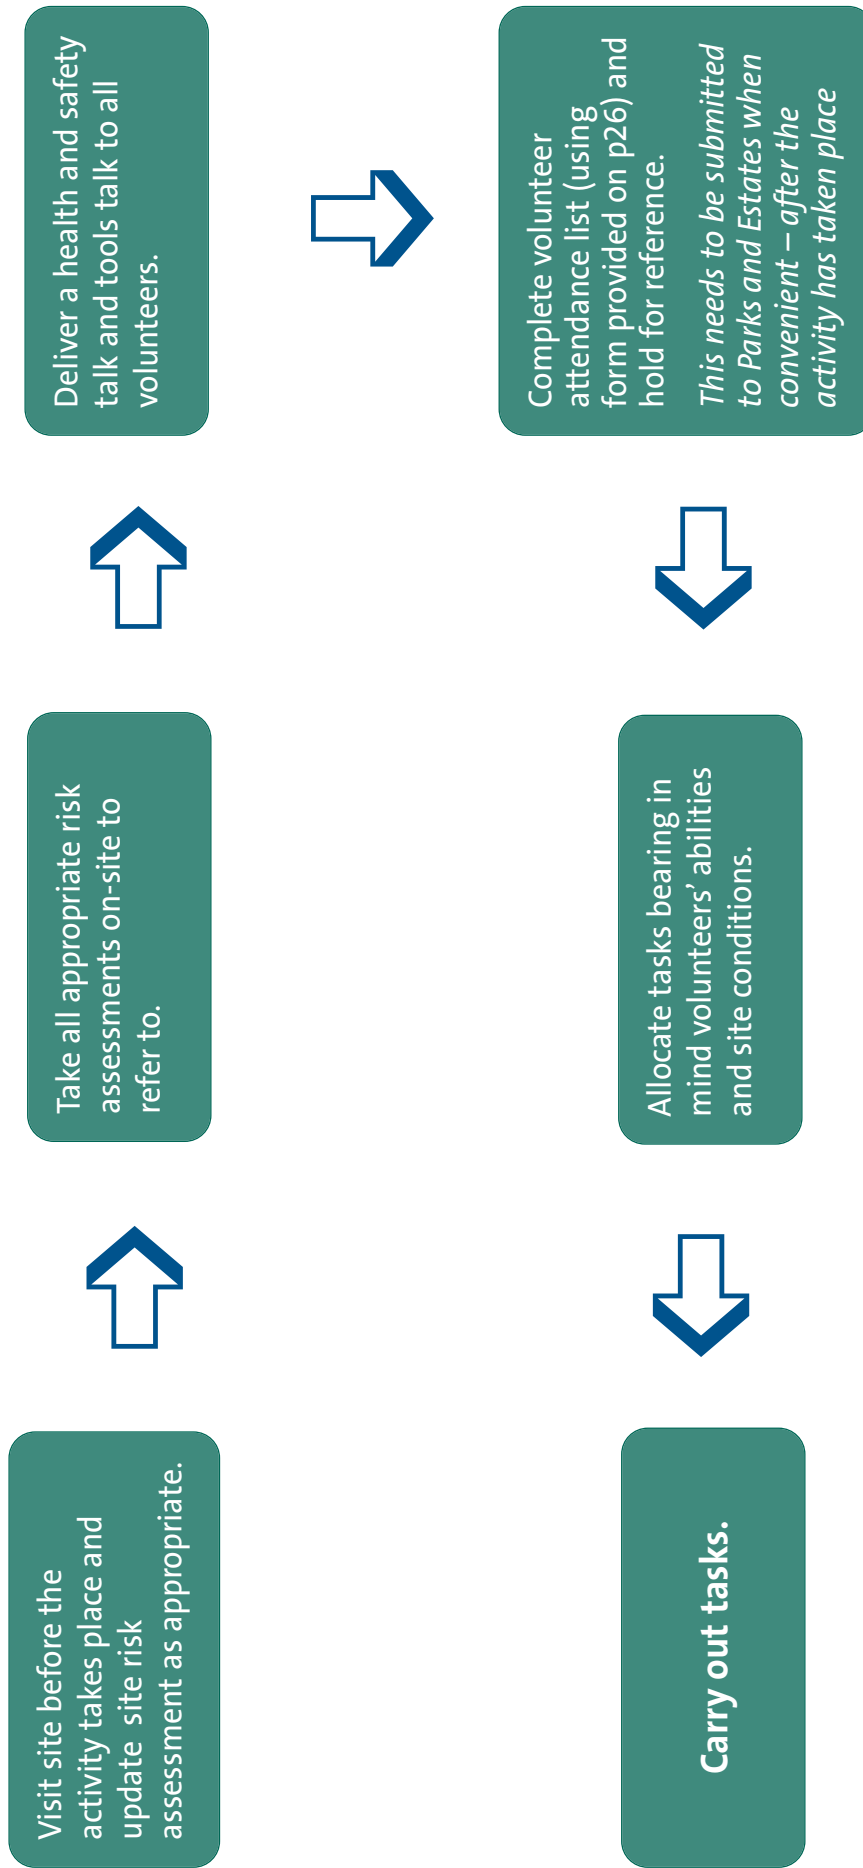 Visit site before the
activity takes place and
update site risk
assessment as appropriate.
Take all appropriate risk
assessments on-site to
refer to.
Deliver a health and safety
talk and tools talk to all
volunteers.
Complete volunteer
attendance list (using
form provided on p26) and
hold for reference.
This needs to be submitted
to Parks and Estates when
convenient – after the
activity has taken place
Allocate tasks bearing in
mind volunteers’ abilities
and site conditions.
Carry out tasks.